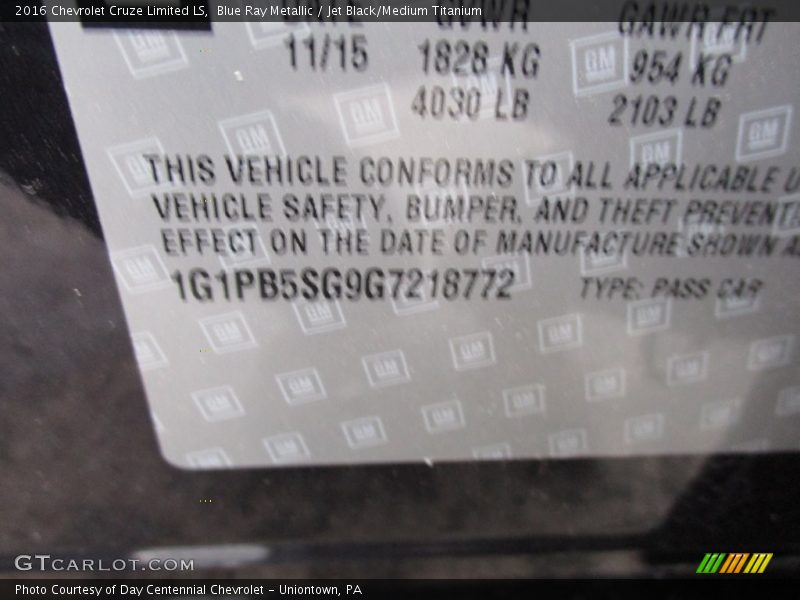 2016 Chevrolet Cruze Limited LS, Blue Ray Metallic / Jet Black/Medium Titanium
GVWR GAWR FRT
11/15 1828 KG 954 KG
4030 LB 2103 LB
THIS VEHICLE CONFORMS TO ALL APPLICABLE U
VEHICLE SAFETY, BUMPER, AND THEFT PREVENTI
EFFECT ON THE DATE OF MANUFACTURE SHOWN A
1G1PB5SG9G7218772 TYPE: PASS CAR
GTCARLOT.COM
Photo Courtesy of Day Centennial Chevrolet - Uniontown, PA